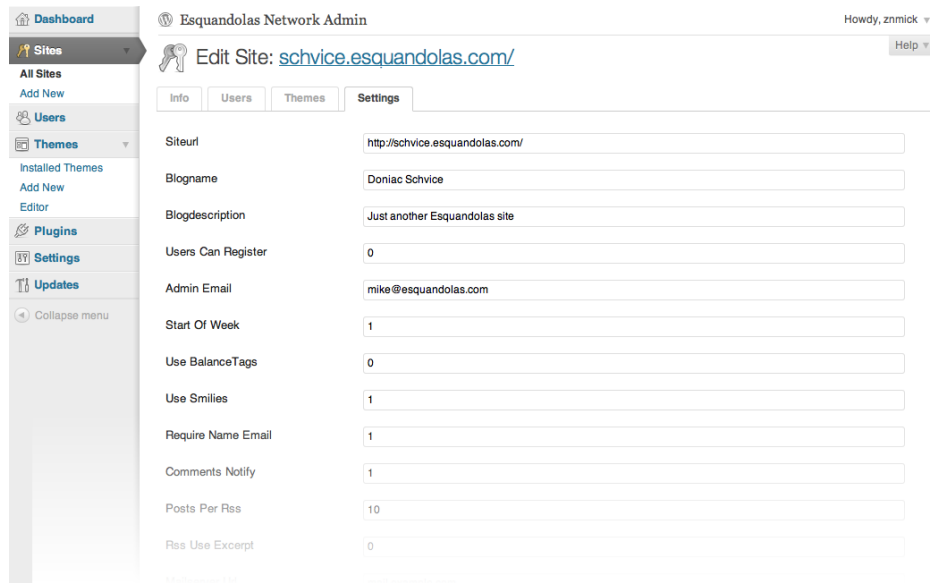 Dashboard
Sites
All Sites
Add New
Users
Themes
Installed Themes
Add New
Editor
Plugins
Settings
Updates
Collapse menu
Esquandolas Network Admin
Howdy, znmick
Help
Edit Site: schvice.esquandolas.com/
Info Users Themes Settings
Siteurl http://schvice.esquandolas.com/
Blogname Doniac Schvice
Blogdescription Just another Esquandolas site
Users Can Register 0
Admin Email mike@esquandolas.com
Start Of Week 1
Use BalanceTags 0
Use Smilies 1
Require Name Email 1
Comments Notify 1
Posts Per Rss 10
Rss Use Excerpt 0